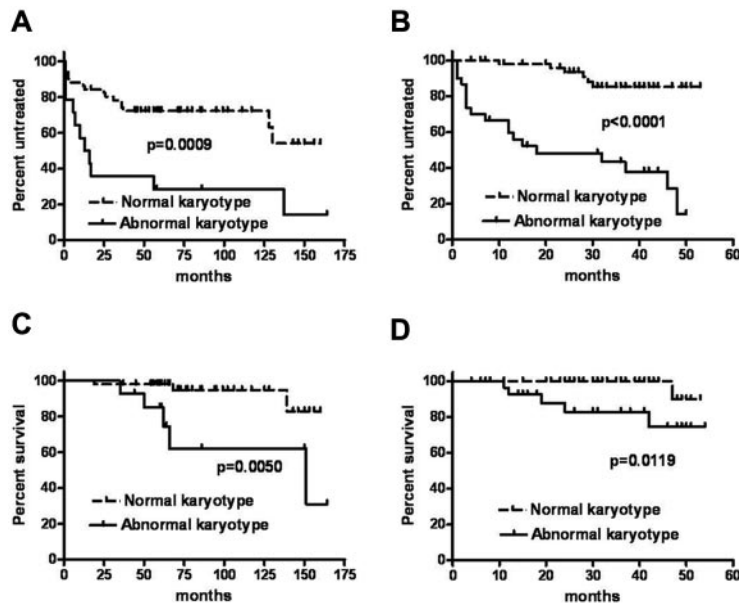 A
Percent untreated
100
80
60
40
20
0
p=0.0009
Normal karyotype
Abnormal karyotype
0 25 50 75 100 125 150 175
months
B
Percent untreated
100
80
60
40
20
0
p<0.0001
Normal karyotype
Abnormal karyotype
0 10 20 30 40 50 60
months
C
Percent survival
100
80
60
40
20
0
p=0.0050
Normal karyotype
Abnormal karyotype
0 25 50 75 100 125 150 175
months
D
Percent survival
100
80
60
40
20
0
p=0.0119
Normal karyotype
Abnormal karyotype
0 10 20 30 40 50 60
months